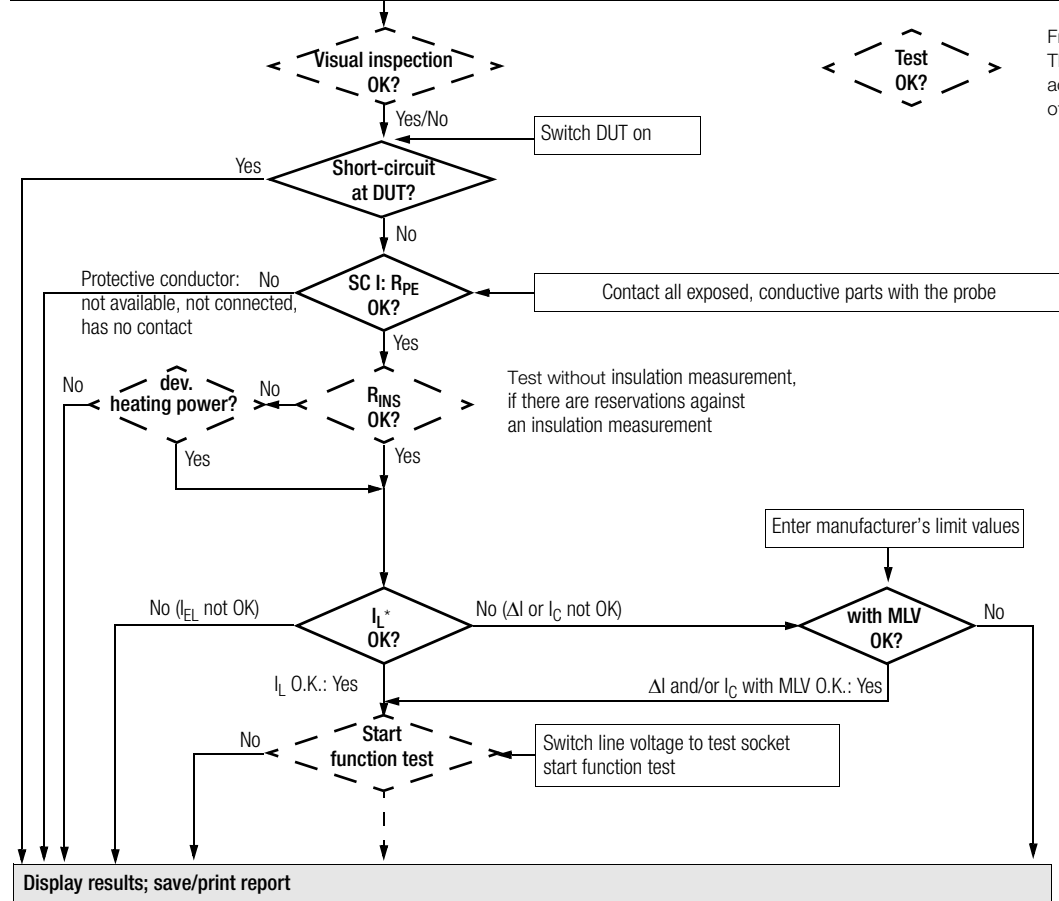 Visual inspection
OK?
Test
OK?
Yes/No
Switch DUT on
Yes
Short-circuit
at DUT?
No
Protective conductor:
not available, not connected,
has no contact
No
SC I: RPE
OK?
Contact all exposed, conductive parts with the probe
Yes
No
dev.
heating power?
No
RINS
OK?
Test without insulation measurement,
if there are reservations against
an insulation measurement
Yes
Yes
Enter manufacturer's limit values
No (IEL not OK)
IL*
OK?
No (ΔI or IC not OK)
with MLV
OK?
No
IL O.K.: Yes
ΔI and/or IC with MLV O.K.: Yes
No
Start
function test
Switch line voltage to test socket
start function test
Display results; save/print report